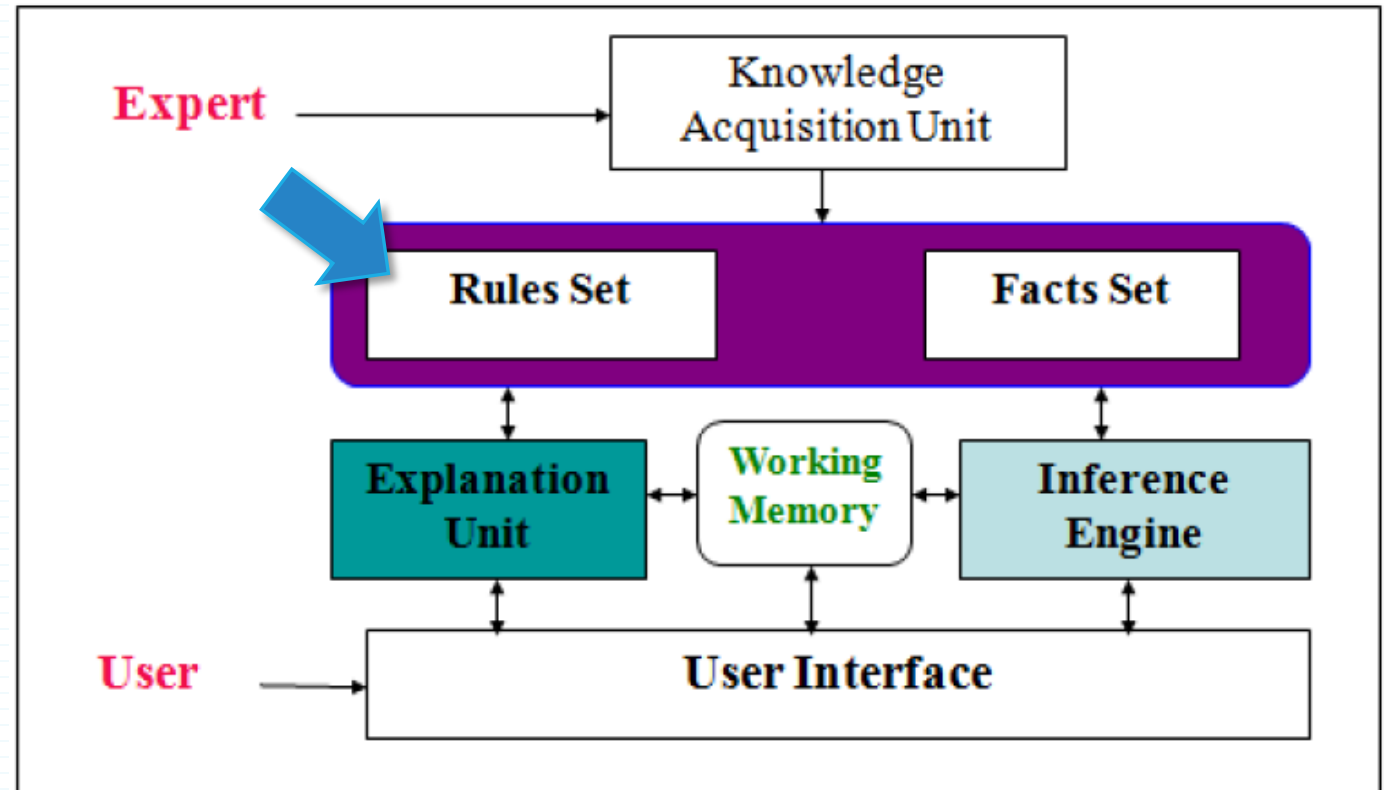 Expert
Knowledge
Acquisition Unit
Rules Set
Facts Set
Explanation
Unit
Working
Memory
Inference
Engine
User
User Interface